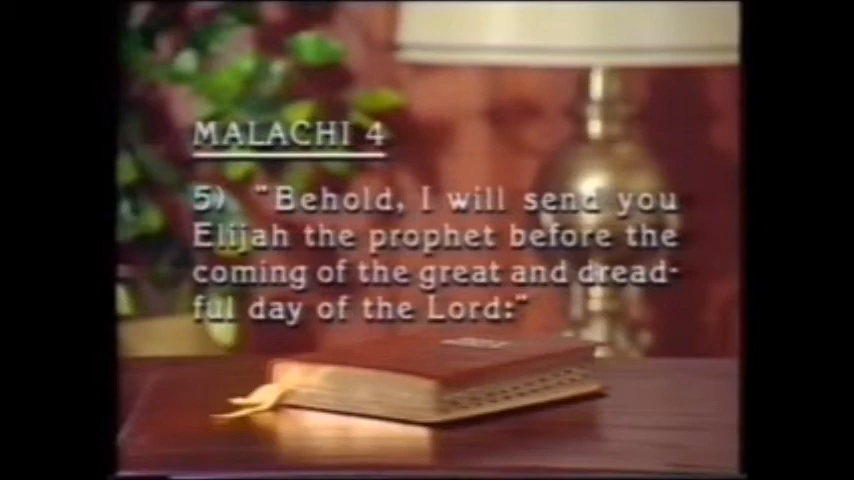 MALACHI 4
5) "Behold, I will send you
Elijah the prophet before the
coming of the great and dread-
ful day of the Lord:"